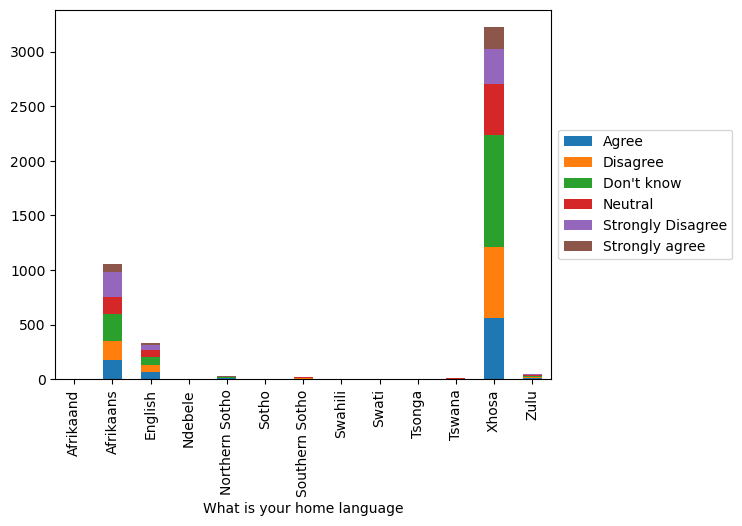 3000
2500
2000
1500
1000
500
0
Afrikaand
Afrikaans
English
Ndebele
Northern Sotho
Sotho
Southern Sotho
Swahili
Swati
Tsonga
Tswana
Xhosa
Zulu
What is your home language
Agree
Disagree
Don't know
Neutral
Strongly Disagree
Strongly agree